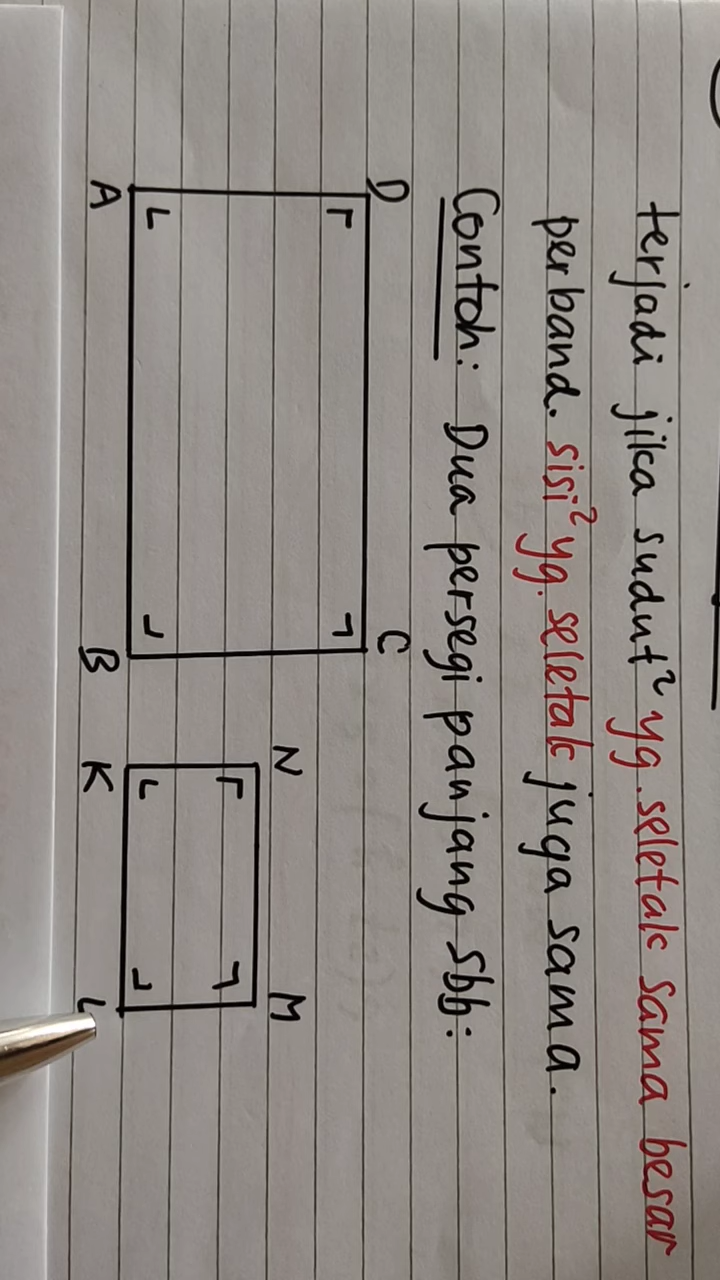 terjadi jika sudut² yg. seletak sama besar
perband. sisi² yg. seletak juga sama.
Contoh: Dua persegi panjang sbb:
D C
N M
A B K L